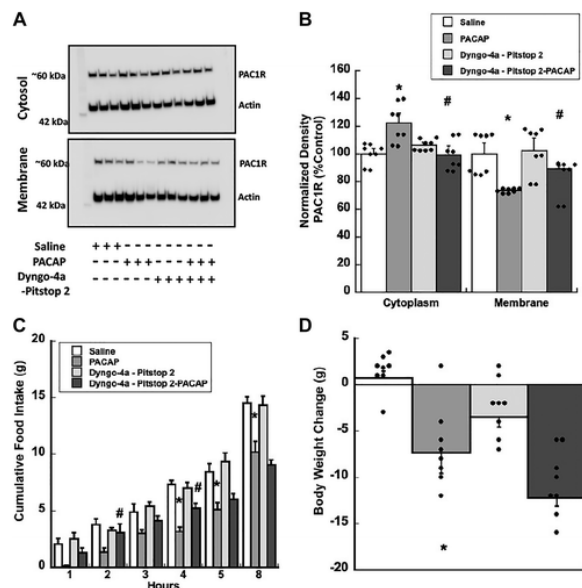 A
Cytosol
~60 kDa
PAC1R
Actin
42 kDa
Membrane
~60 kDa
PAC1R
Actin
42 kDa
Saline + + + - - - - - - - - -
PACAP - - - + + + - - - + + +
Dyngo-4a - - - - - - + + + + + +
-Pitstop 2
B
Saline
PACAP
Dyngo-4a - Pitstop 2
Dyngo-4a - Pitstop 2-PACAP
Normalized Density
PAC1R (%Control)
140
120
100
80
60
40
20
0
*
#
*
#
Cytoplasm Membrane
C
Saline
PACAP
Dyngo-4a - Pitstop 2
Dyngo-4a - Pitstop 2-PACAP
Cumulative Food Intake (g)
20
15
10
5
0
#
*
#
*
*
1 2 3 4 5 8
Hours
D
Body Weight Change (g)
5
0
-5
-10
-15
-20
*